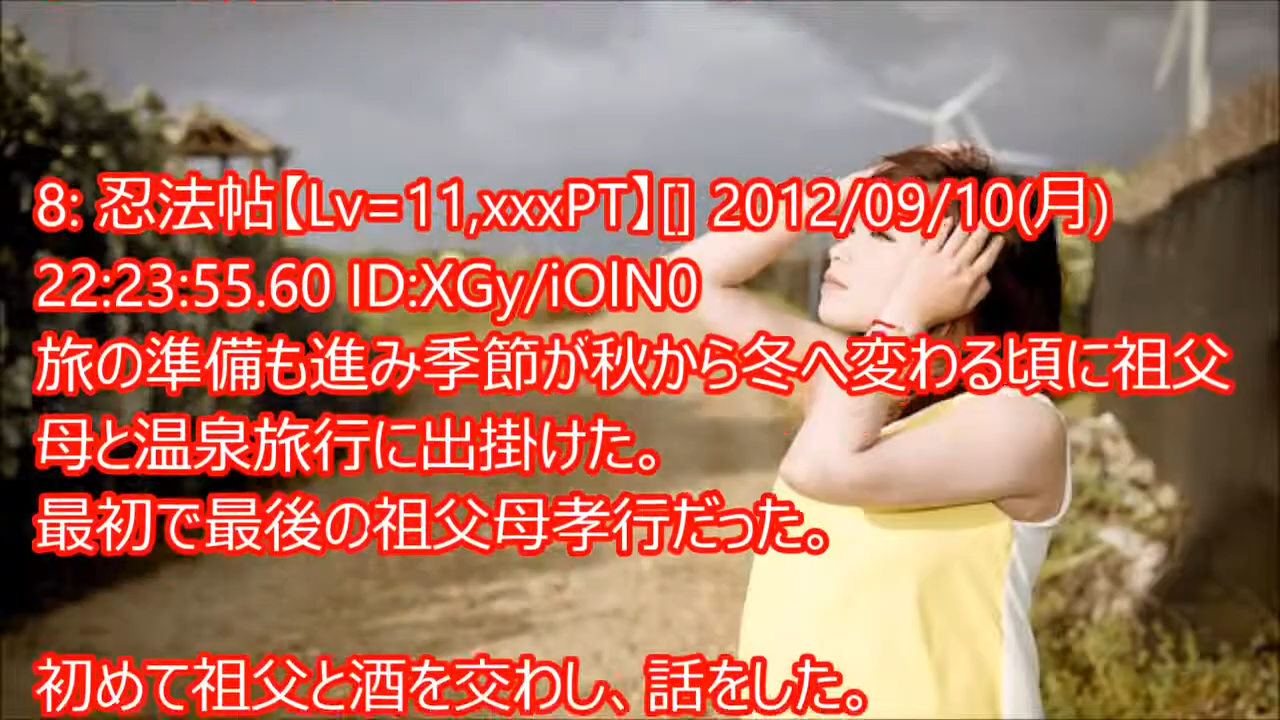 8: 忍法帖【Lv=11,xxxPT】[] 2012/09/10(月)
22:23:55.60 ID:XGy/iOlN0
旅の準備も進み季節が秋から冬へ変わる頃に祖父
母と温泉旅行に出掛けた。
最初で最後の祖父母孝行だった。
初めて祖父と酒を交わし、話をした。